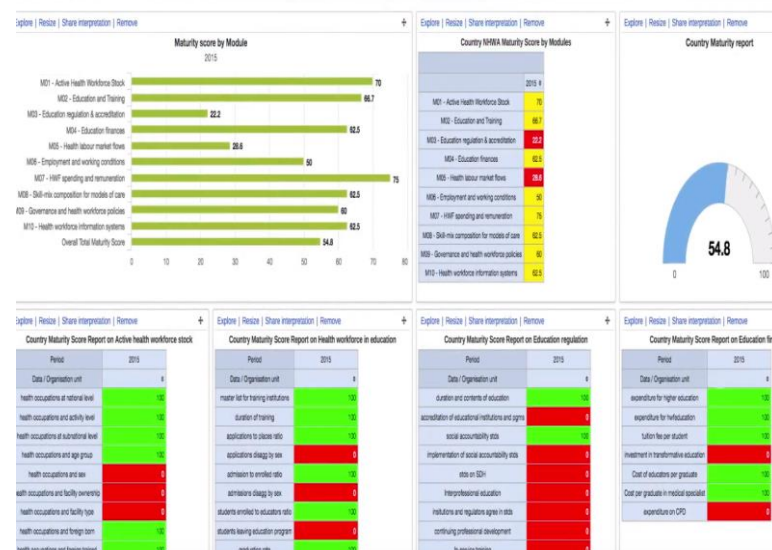 Explore | Resize | Share interpretation | Remove
Maturity score by Module
2015
M01 - Active Health Workforce Stock 70
M02 - Education and Training 66.7
M03 - Education regulation & accreditation 22.2
M04 - Education finances 62.5
M05 - Health labour market flows 28.6
M06 - Employment and working conditions 50
M07 - HWF spending and remuneration 75
M08 - Skill-mix composition for models of care 62.5
M09 - Governance and health workforce policies 60
M10 - Health workforce information systems 62.5
Overall Total Maturity Score 54.8
0 10 20 30 40 50 60 70 80
Explore | Resize | Share interpretation | Remove
Country NHWA Maturity Score by Modules
2015
M01 - Active Health Workforce Stock 70
M02 - Education and Training 66.7
M03 - Education regulation & accreditation 22.2
M04 - Education finances 62.5
M05 - Health labour market flows 28.6
M06 - Employment and working conditions 50
M07 - HWF spending and remuneration 75
M08 - Skill-mix composition for models of care 62.5
M09 - Governance and health workforce policies 60
M10 - Health workforce information systems 62.5
Explore | Resize | Share interpretation
Country Maturity report
54.8
0 100
Explore | Resize | Share interpretation | Remove
Country Maturity Score Report on Active health workforce stock
Period 2015
Data / Organisation unit
health occupations at national level 100
health occupations and activity level 100
health occupations at subnational level 100
health occupations and age group 100
health occupations and sex 0
health occupations and facility ownership 0
health occupations and facility type 0
health occupations and foreign born 100
Explore | Resize | Share interpretation | Remove
Country Maturity Score Report on Health workforce in education
Period 2015
Data / Organisation unit
master list for training institutions 100
duration of training 100
applications to places ratio 100
applications disagg by sex 0
admission to enrolled ratio 100
admissions disagg by sex 0
students enrolled to educators ratio 100
students leaving education program 0
Explore | Resize | Share interpretation | Remove
Country Maturity Score Report on Education regulation
Period 2015
Data / Organisation unit
duration and contents of education 100
accreditation of educational institutions and pgms 0
social accountability stds 100
implementation of social accountability stds 0
stds on SDH 0
Interprofessional education 0
institutions and regulators agree in stds 0
continuing professional development 0
in service training
Explore | Resize | Share interpretation
Country Maturity Score Report on Education fin
Period 2015
Data / Organisation unit
expenditure for higher education 100
expenditure for hwfeducation 100
tuition fee per student 100
investment in transformative education 0
Cost of educators per graduate 100
Cost per graduate in medical specialist 100
expenditure on CPD 0